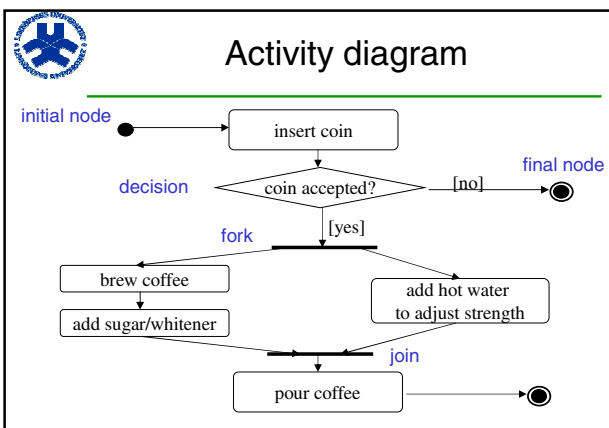 Activity diagram
initial node
insert coin
final node
decision
coin accepted?
[no]
[yes]
fork
brew coffee
add hot water
to adjust strength
add sugar/whitener
join
pour coffee